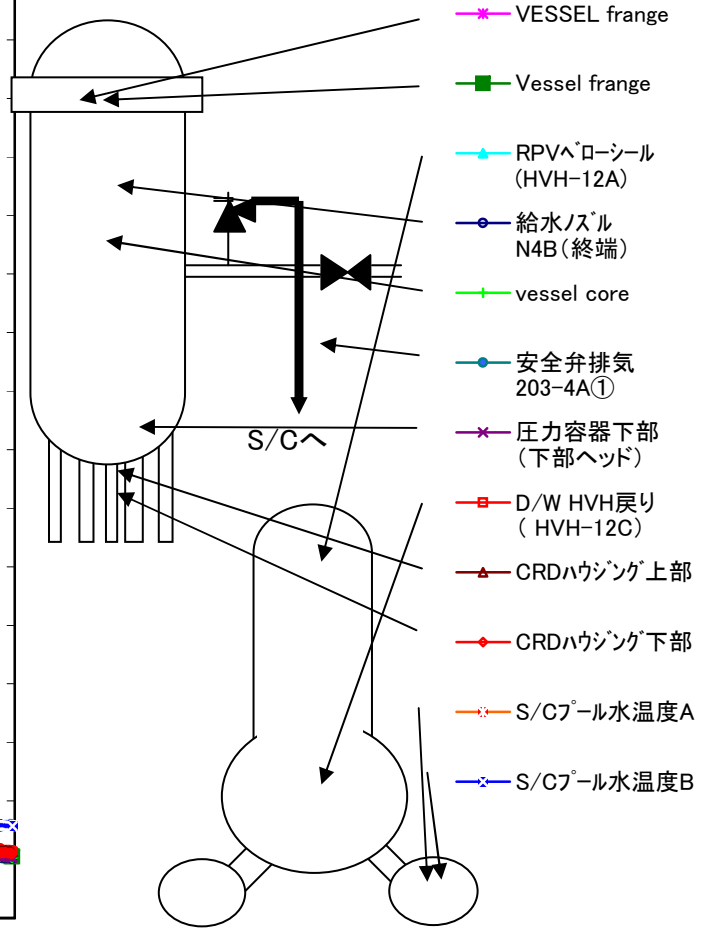 VESSEL frange
Vessel frange
RPVﾍﾞﾛｰｼｰﾙ
(HVH-12A)
給水ﾉｽﾞﾙ
N4B(終端)
vessel core
安全弁排気
203-4A①
圧力容器下部
(下部ヘッド)
D/W HVH戻り
( HVH-12C)
CRDﾊｳｼﾞﾝｸﾞ上部
CRDﾊｳｼﾞﾝｸﾞ下部
S/Cﾌﾟｰﾙ水温度A
S/Cﾌﾟｰﾙ水温度B
S/Cへ